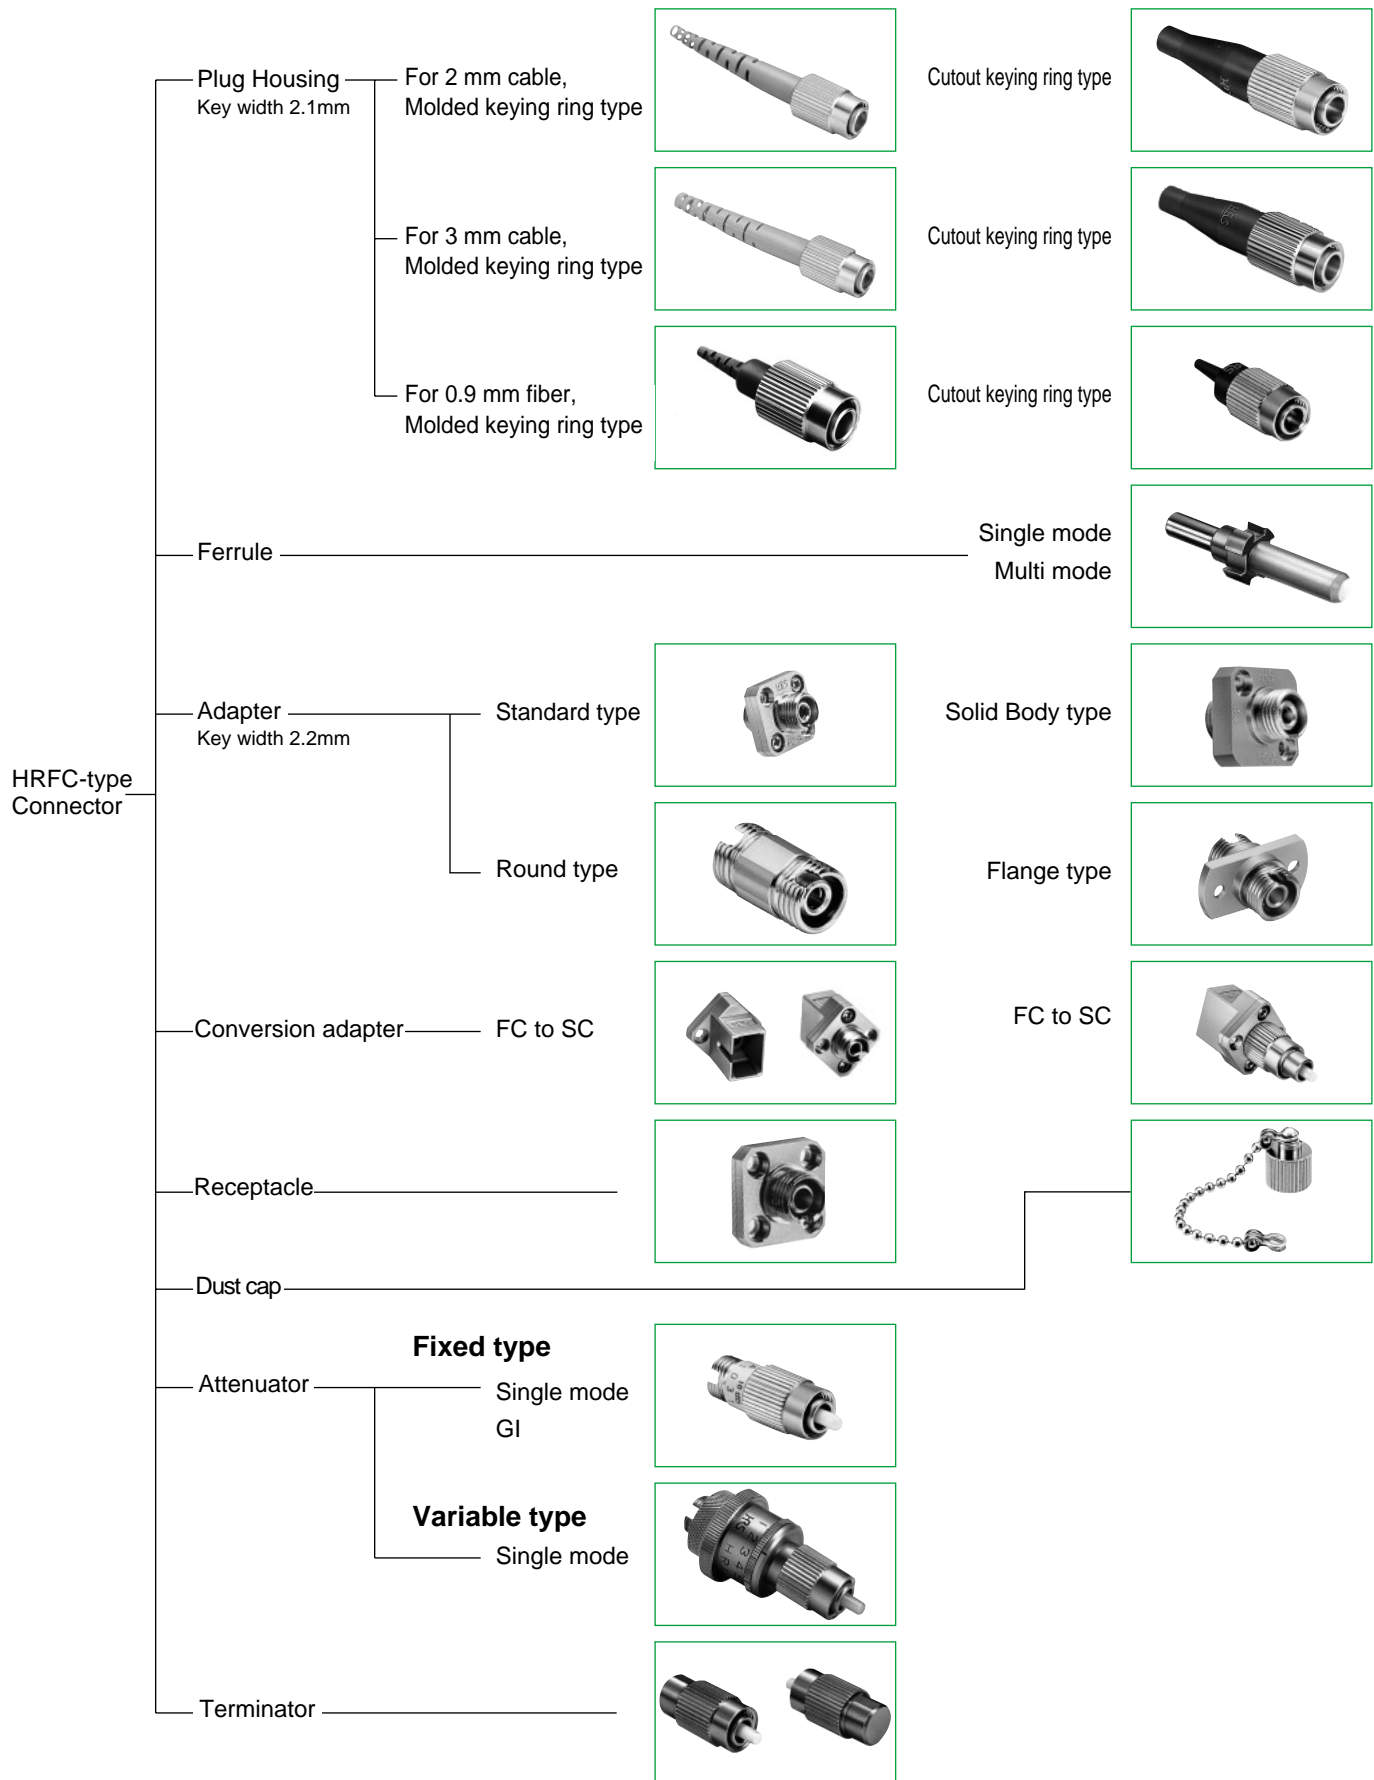 Plug Housing
Key width 2.1mm
For 2 mm cable,
Molded keying ring type
Cutout keying ring type
For 3 mm cable,
Molded keying ring type
Cutout keying ring type
For 0.9 mm fiber,
Molded keying ring type
Cutout keying ring type
Ferrule
Single mode
Multi mode
Adapter
Key width 2.2mm
Standard type
Solid Body type
HRFC-type
Connector
Round type
Flange type
Conversion adapter
FC to SC
FC to SC
Receptacle
Dust cap
Attenuator
Fixed type
Single mode
GI
Variable type
Single mode
Terminator